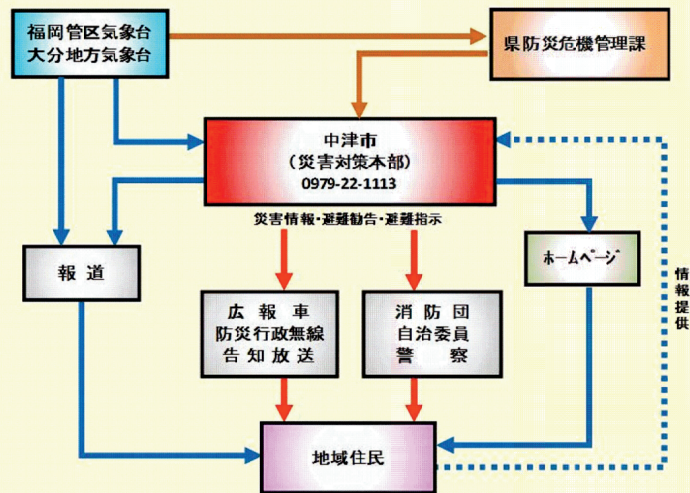 福岡管区気象台
大分地方気象台
県防災危機管理課
中津市
(災害対策本部)
0979-22-1113
災害情報・避難勧告・避難指示
報道
ホームページ
情報提供
広報車
防災行政無線
告知放送
消防団
自治委員
警察
地域住民